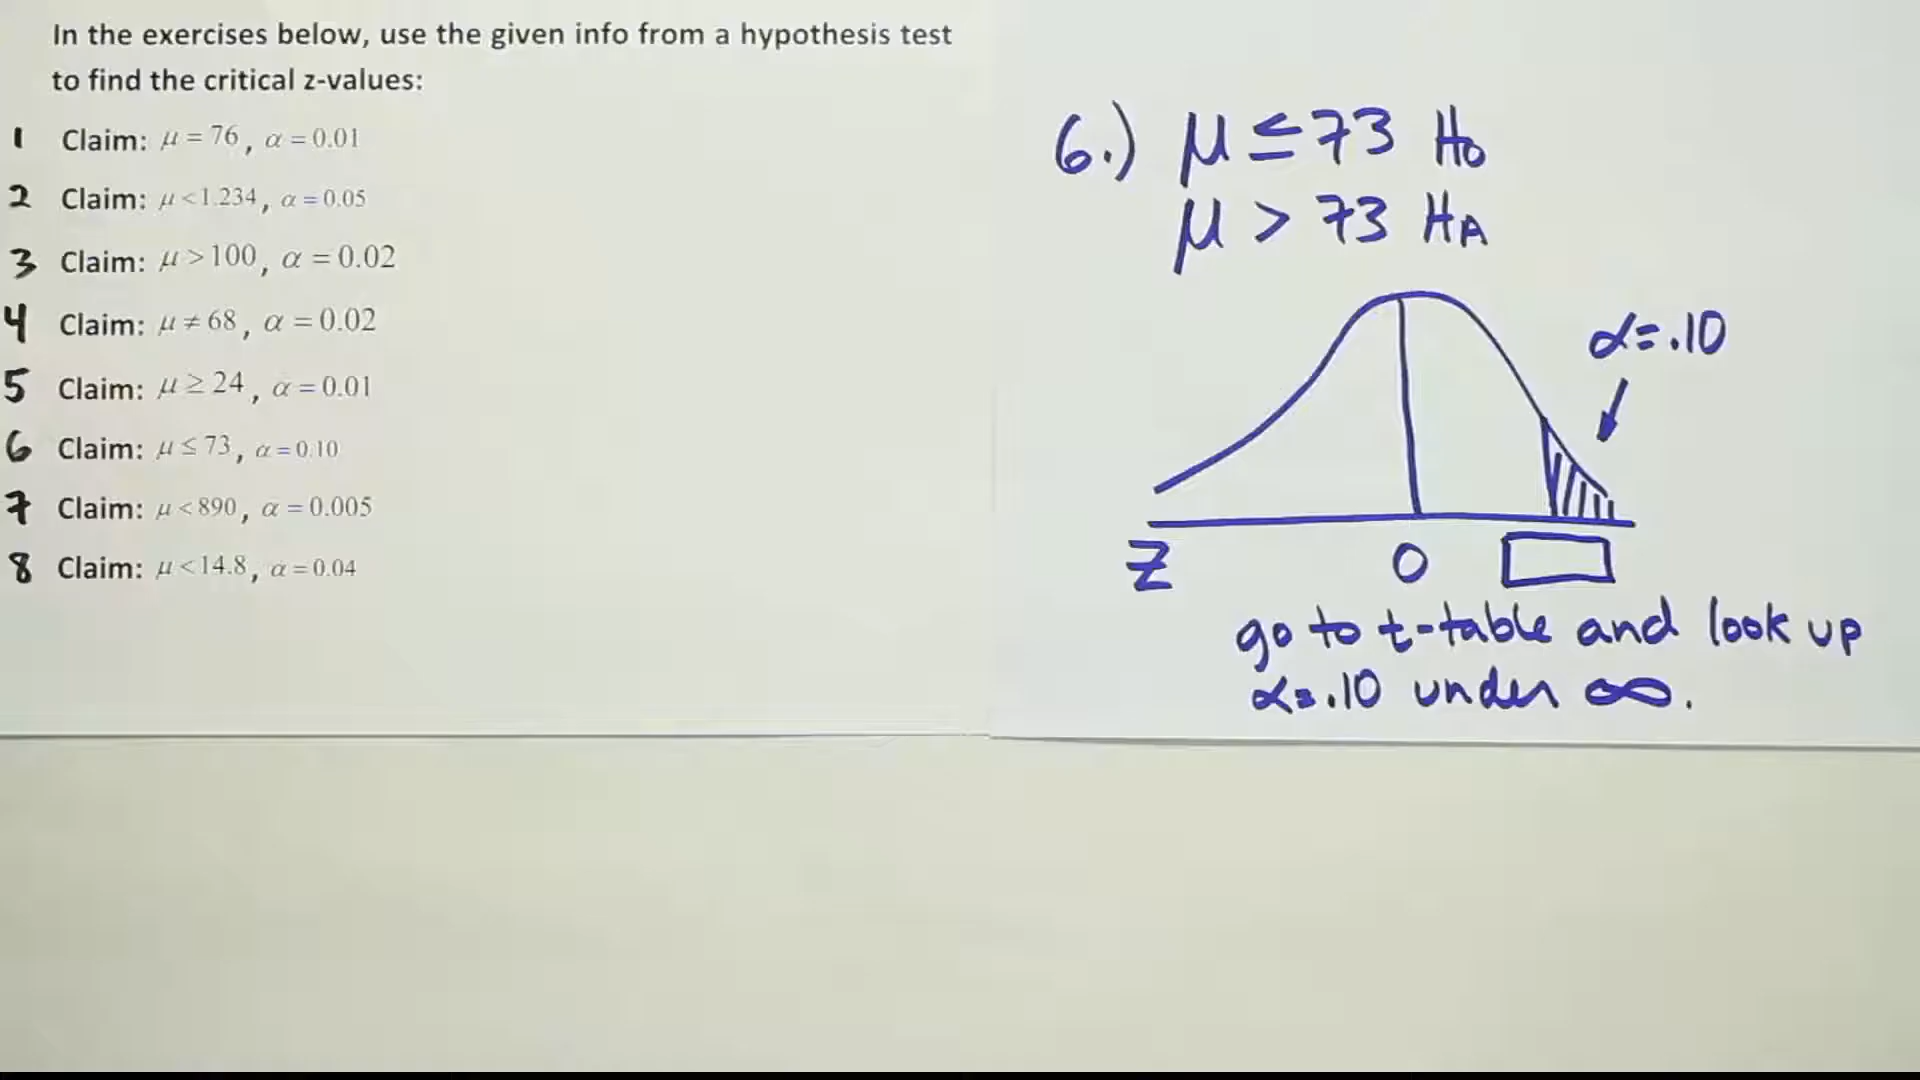 In the exercises below, use the given info from a hypothesis test
to find the critical z-values:
1 Claim: μ = 76, α = 0.01
2 Claim: μ < 1.234, α = 0.05
3 Claim: μ > 100, α = 0.02
4 Claim: μ ≠ 68, α = 0.02
5 Claim: μ ≥ 24, α = 0.01
6 Claim: μ ≤ 73, α = 0.10
7 Claim: μ < 890, α = 0.005
8 Claim: μ < 14.8, α = 0.04
6.) μ ≤ 73 H₀
μ > 73 Hₐ
α = .10
Z 0
go to t-table and look up
α = .10 under ∞.